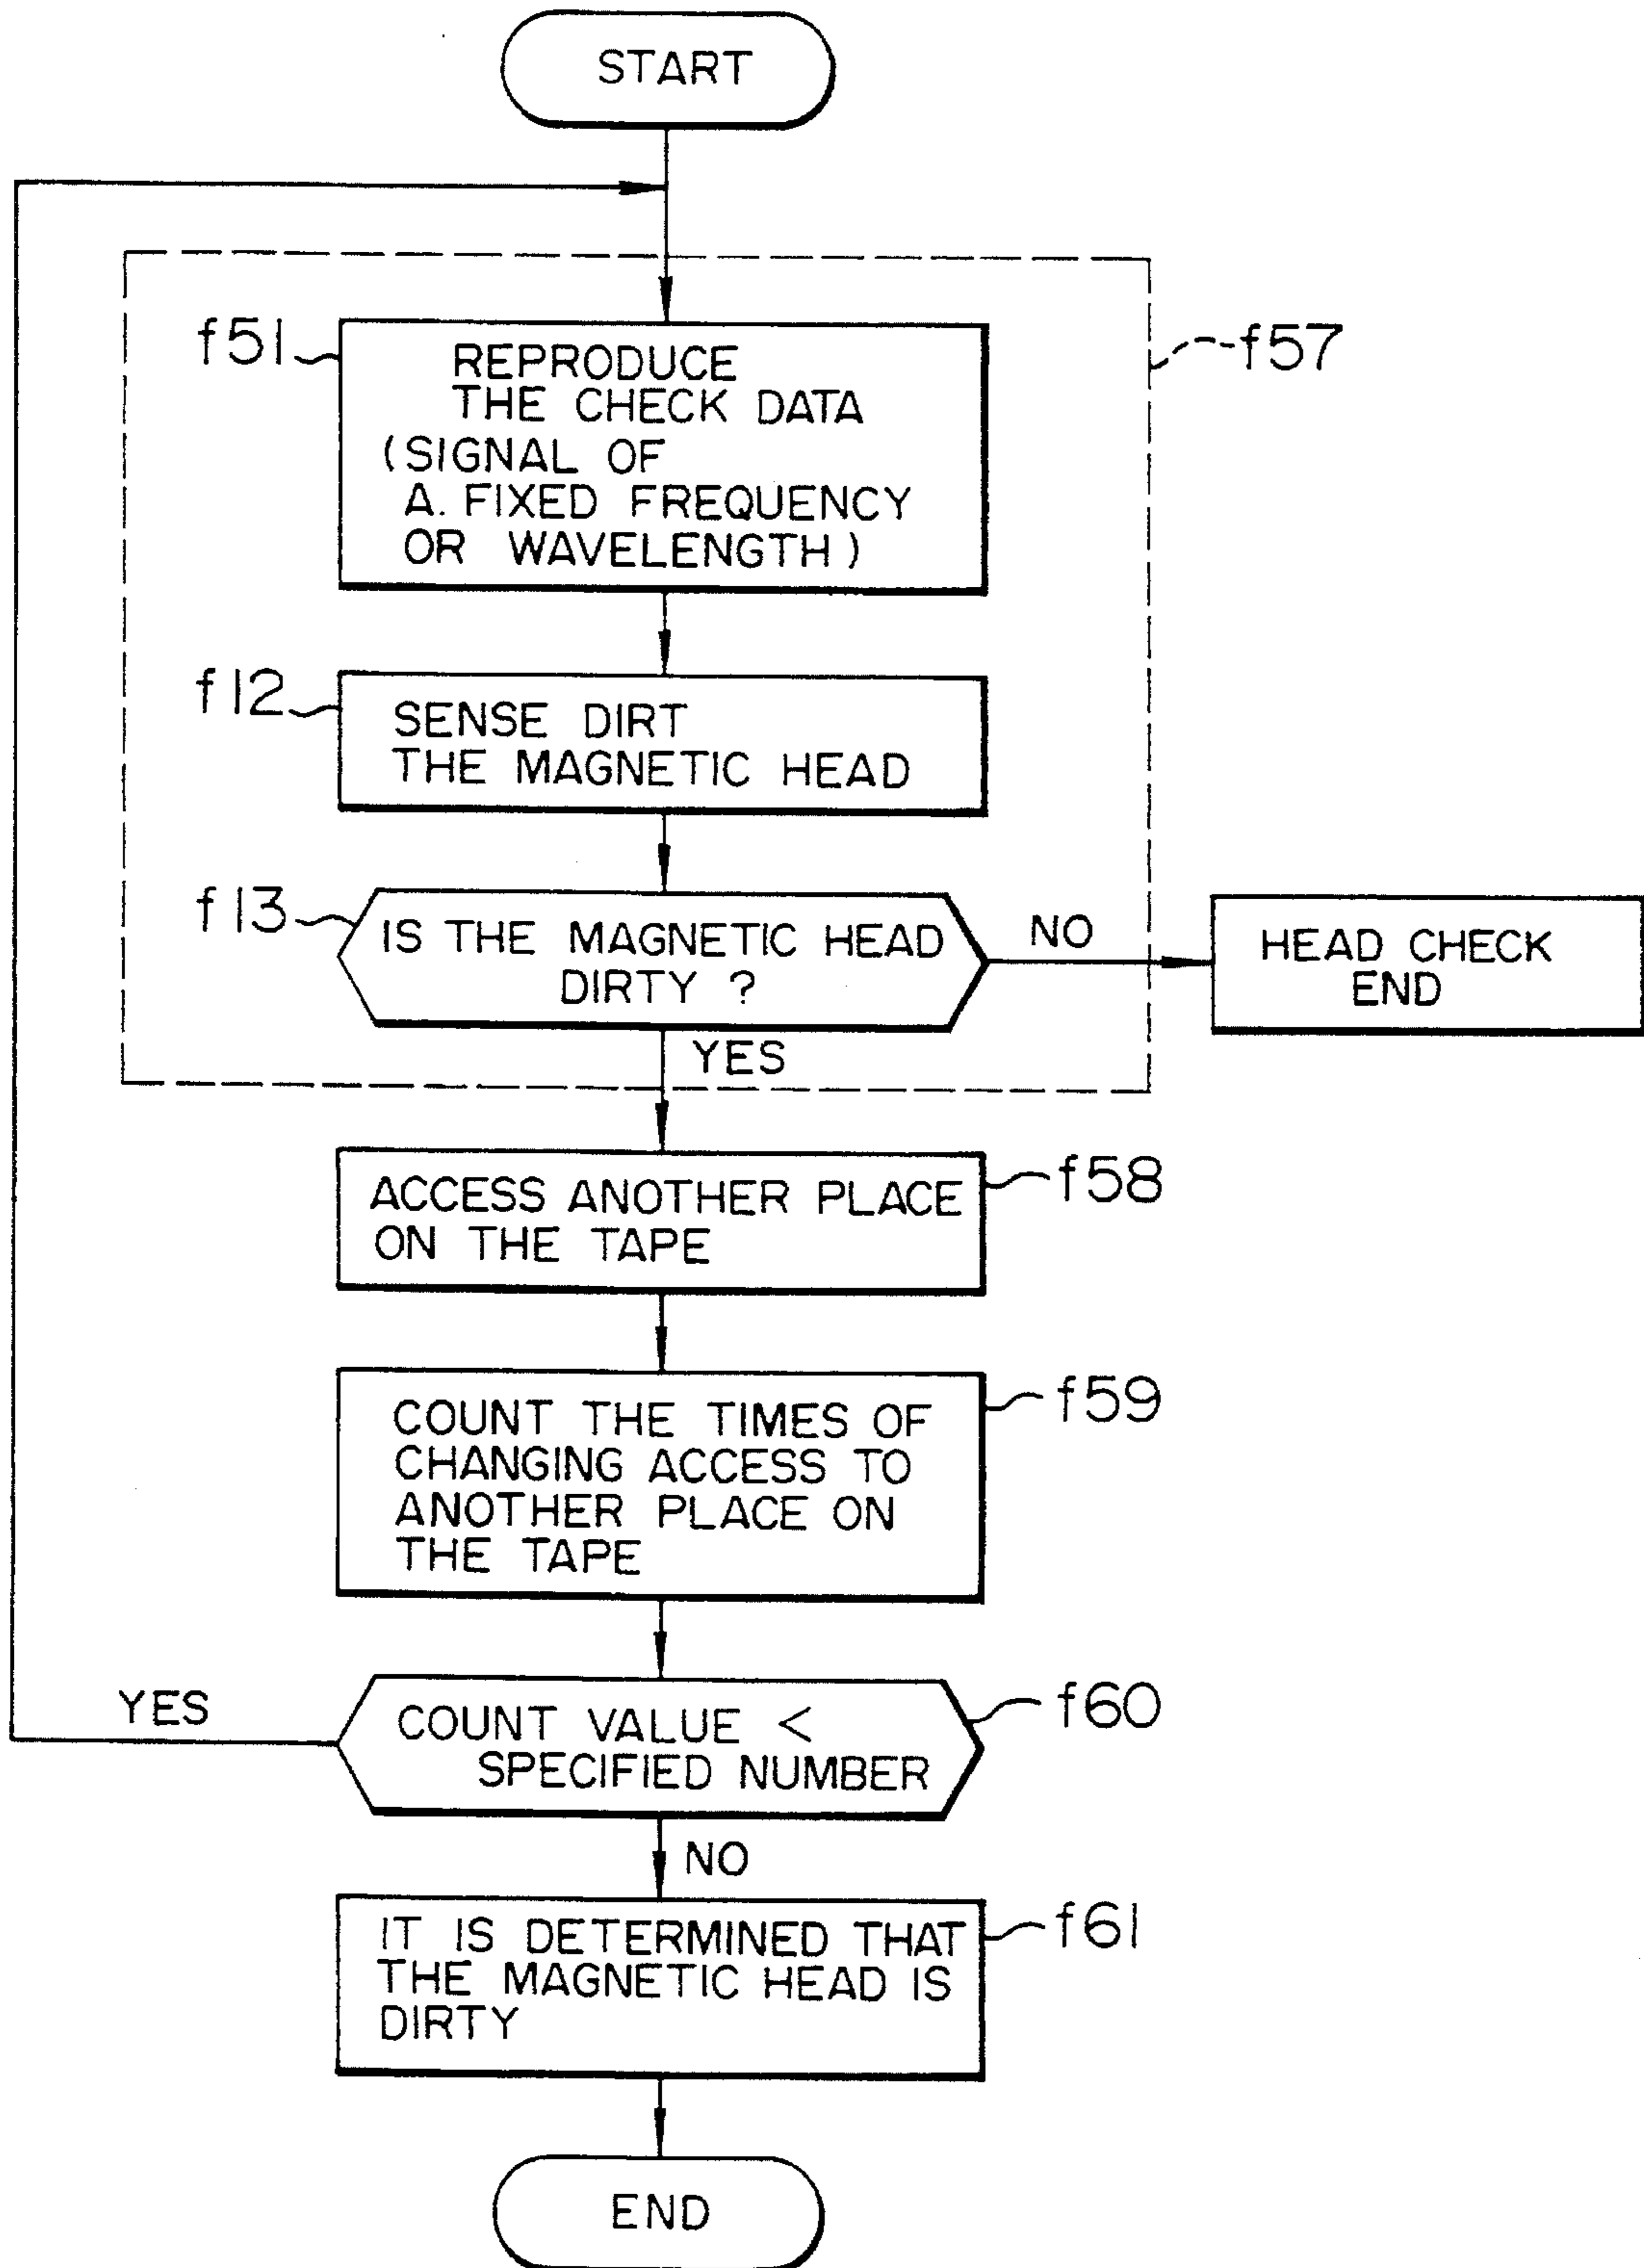 START
f51
REPRODUCE
THE CHECK DATA
(SIGNAL OF
A. FIXED FREQUENCY
OR WAVELENGTH)
f57
f12
SENSE DIRT
THE MAGNETIC HEAD
f13
IS THE MAGNETIC HEAD
DIRTY ?
NO
HEAD CHECK
END
YES
ACCESS ANOTHER PLACE
ON THE TAPE
f58
COUNT THE TIMES OF
CHANGING ACCESS TO
ANOTHER PLACE ON
THE TAPE
f59
YES
COUNT VALUE <
SPECIFIED NUMBER
f60
NO
IT IS DETERMINED THAT
THE MAGNETIC HEAD IS
DIRTY
f61
END